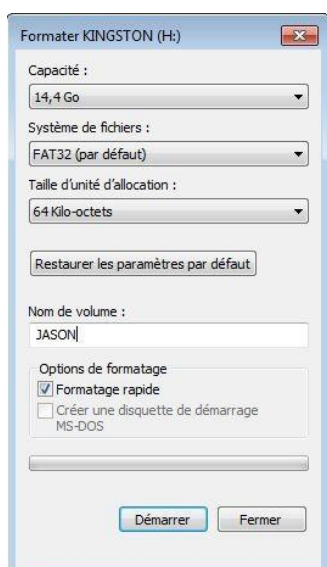 Formater KINGSTON (H:)
Capacité :
14,4 Go
Système de fichiers :
FAT32 (par défaut)
Taille d'unité d'allocation :
64 Kilo-octets
Restaurer les paramètres par défaut
Nom de volume :
JASON
Options de formatage
Formatage rapide
Créer une disquette de démarrage
MS-DOS
Démarrer Fermer